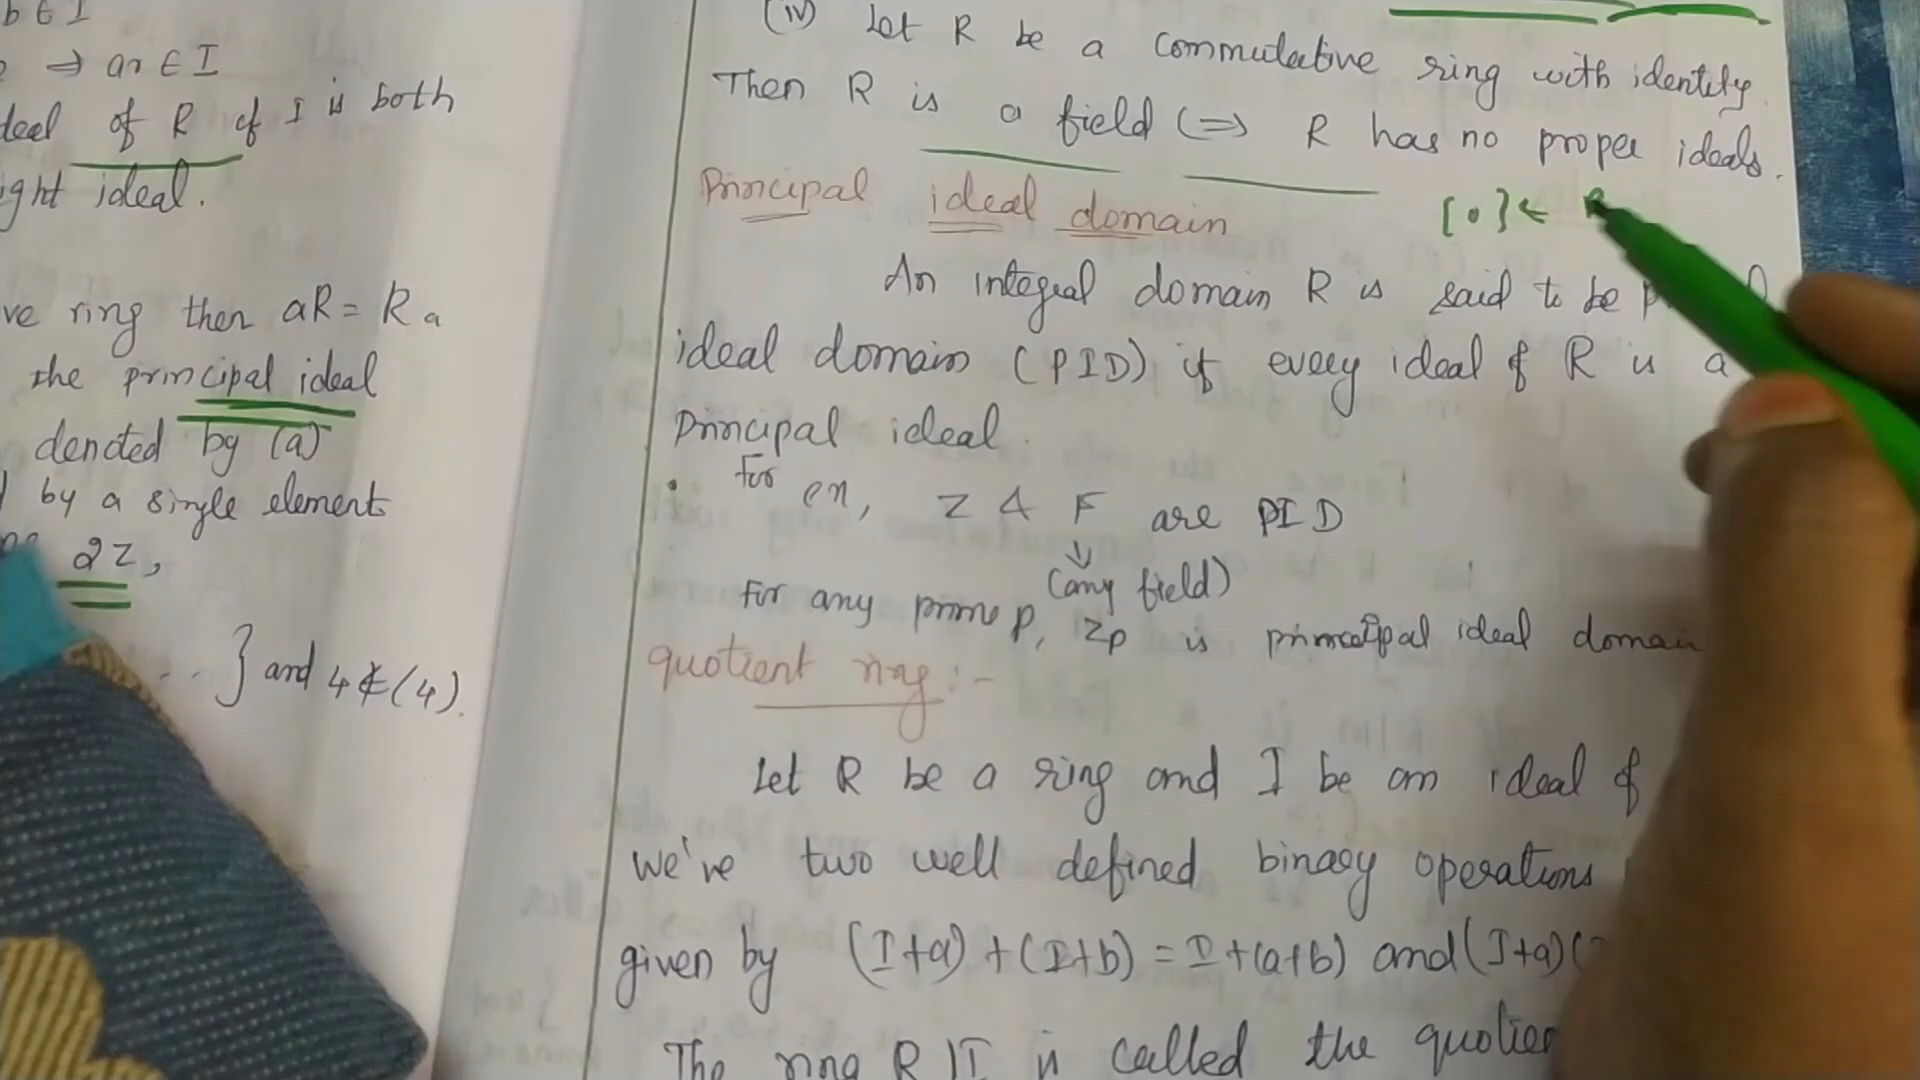 b ∈ I
⇒ ar ∈ I
deal of R if I is both
ight ideal.
ve ring then aR = Ra
the principal ideal
denoted by (a)
by a single element
2Z,
.. } and 4 ∉ (4).
(iv) Let R be a commutative ring with identity.
Then R is a field ⇔ R has no proper ideals.
{0} ← R
Principal ideal domain
An integral domain R is said to be
ideal domain (PID) if every ideal of R is a
Principal ideal.
For ex, Z & F are PID
↓
(any field)
For any prime p, Zp is principal ideal domain
quotient ring :-
Let R be a ring and I be an ideal of
we've two well defined binary operations
given by (I+a) + (I+b) = I+(a+b) and (I+a)(
The ring R/I is called the quotien